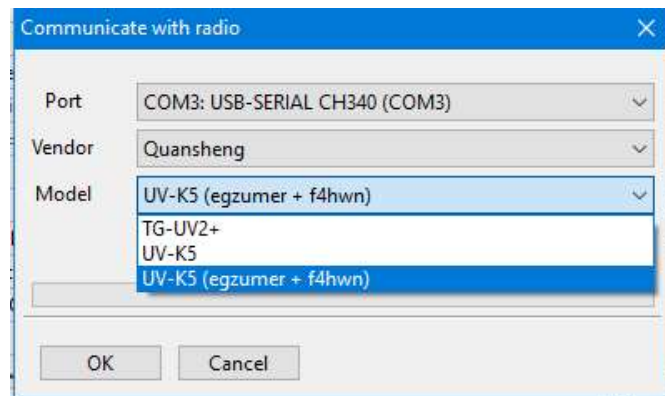 Communicate with radio
Port COM3: USB-SERIAL CH340 (COM3)
Vendor Quansheng
Model UV-K5 (egzumer + f4hwn)
TG-UV2+
UV-K5
UV-K5 (egzumer + f4hwn)
OK Cancel